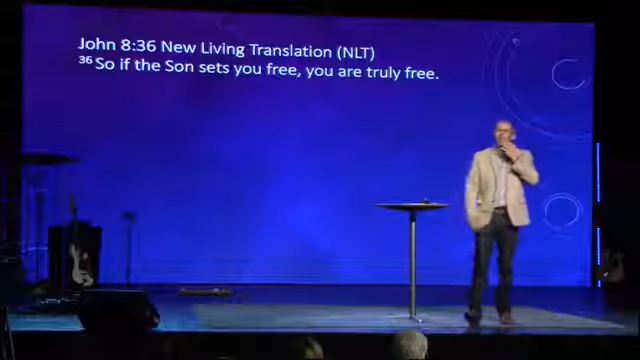 John 8:36 New Living Translation (NLT)
36 So if the Son sets you free, you are truly free.